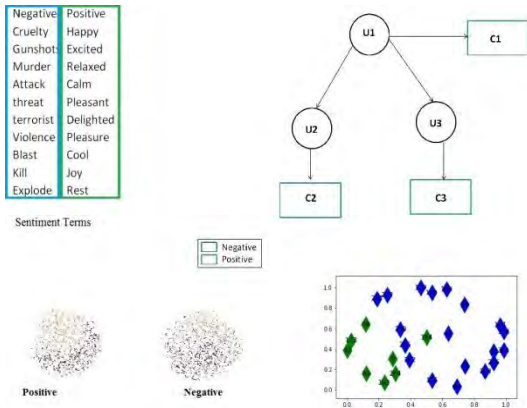 Negative Positive
Cruelty Happy
Gunshots Excited
Murder Relaxed
Attack Calm
threat Pleasant
terrorist Delighted
Violence Pleasure
Blast Cool
Kill Joy
Explode Rest
Sentiment Terms
U1
C1
U2
U3
C2
C3
Negative
Positive
Positive
Negative
1.0
0.8
0.6
0.4
0.2
0.0
0.0 0.2 0.4 0.6 0.8 1.0